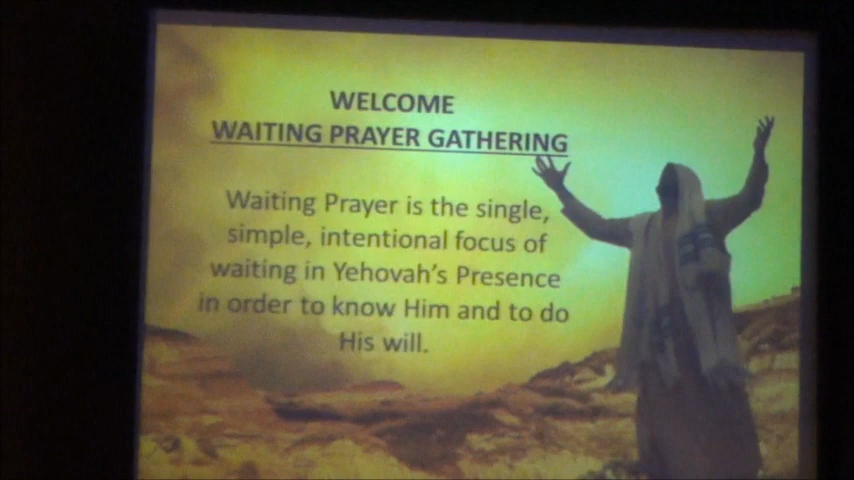 WELCOME
WAITING PRAYER GATHERING
Waiting Prayer is the single,
simple, intentional focus of
waiting in Yehovah's Presence
in order to know Him and to do
His will.